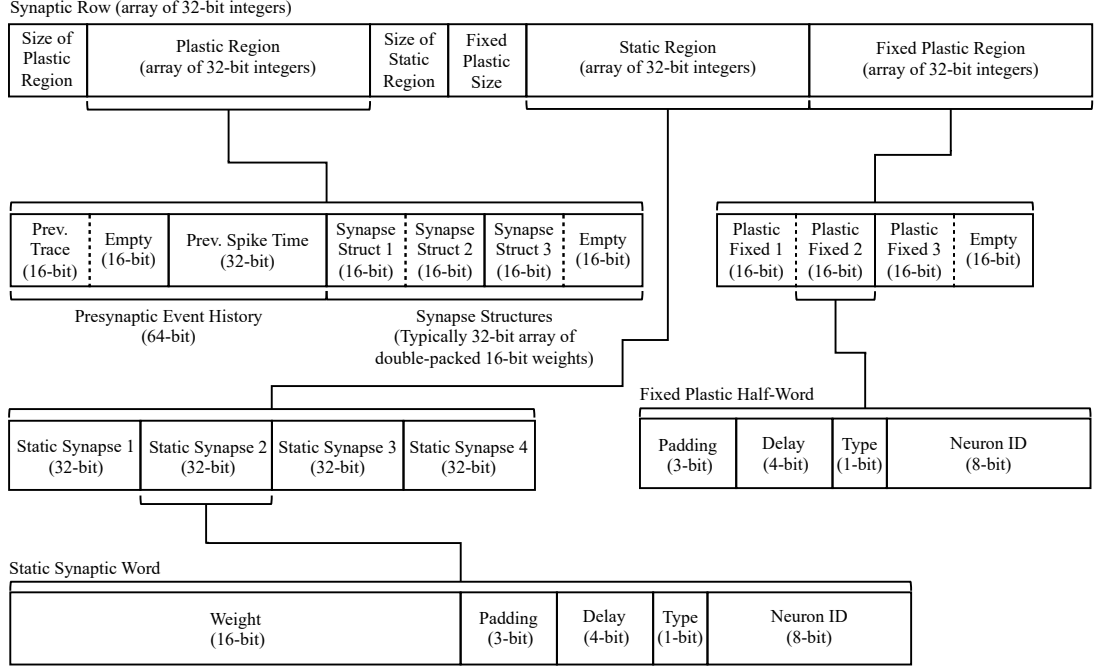 Synaptic Row (array of 32-bit integers)
Size of
Plastic
Region
Plastic Region
(array of 32-bit integers)
Size of
Static
Region
Fixed
Plastic
Size
Static Region
(array of 32-bit integers)
Fixed Plastic Region
(array of 32-bit integers)
Prev.
Trace
(16-bit)
Empty
(16-bit)
Prev. Spike Time
(32-bit)
Synapse
Struct 1
(16-bit)
Synapse
Struct 2
(16-bit)
Synapse
Struct 3
(16-bit)
Empty
(16-bit)
Plastic
Fixed 1
(16-bit)
Plastic
Fixed 2
(16-bit)
Plastic
Fixed 3
(16-bit)
Empty
(16-bit)
Presynaptic Event History
(64-bit)
Synapse Structures
(Typically 32-bit array of
double-packed 16-bit weights)
Fixed Plastic Half-Word
Padding
(3-bit)
Delay
(4-bit)
Type
(1-bit)
Neuron ID
(8-bit)
Static Synapse 1
(32-bit)
Static Synapse 2
(32-bit)
Static Synapse 3
(32-bit)
Static Synapse 4
(32-bit)
Static Synaptic Word
Weight
(16-bit)
Padding
(3-bit)
Delay
(4-bit)
Type
(1-bit)
Neuron ID
(8-bit)